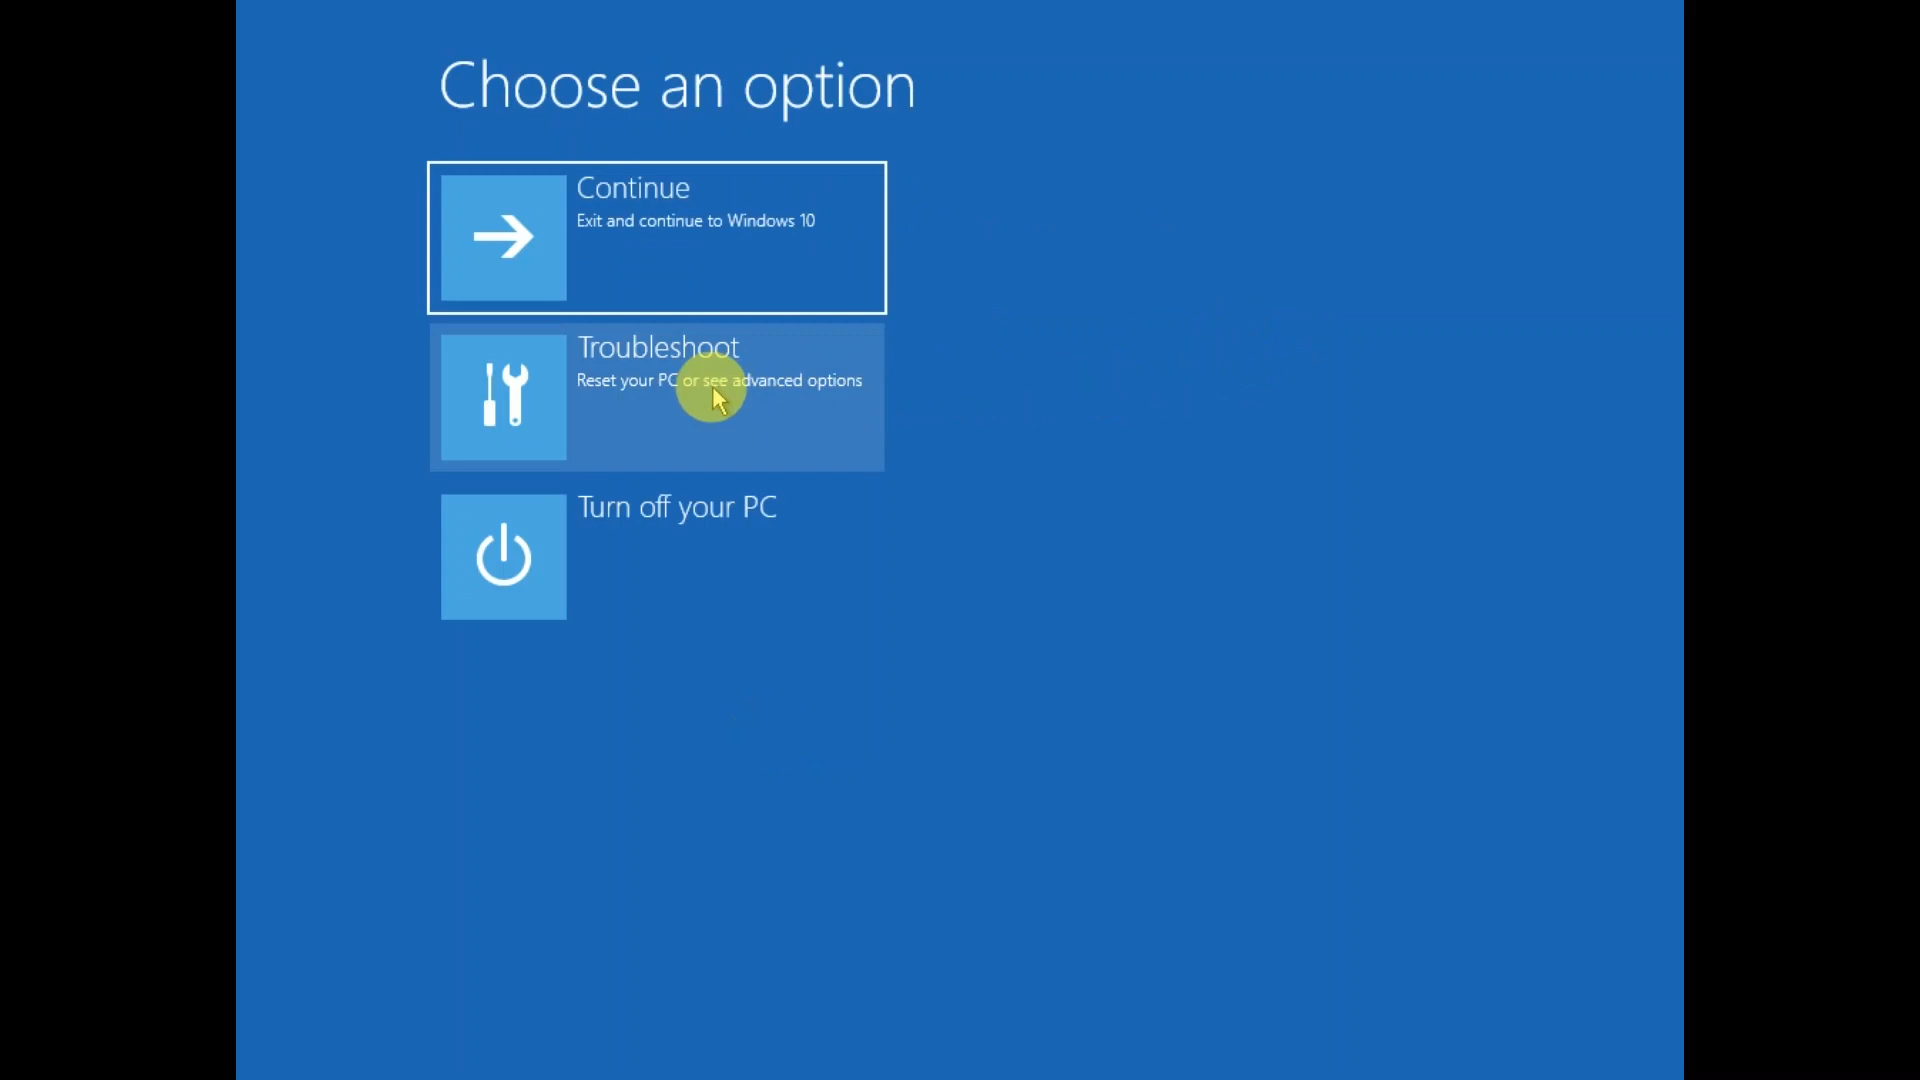 Choose an option
Continue
Exit and continue to Windows 10
Troubleshoot
Reset your PC or see advanced options
Turn off your PC